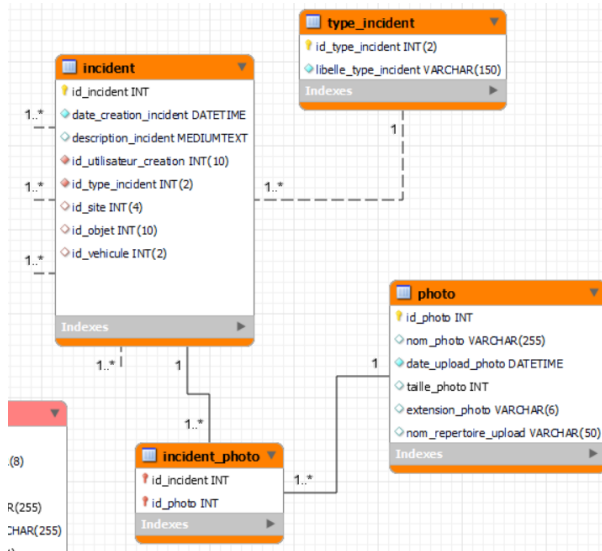 type_incident
id_type_incident INT(2)
libelle_type_incident VARCHAR(150)
Indexes
incident
id_incident INT
date_creation_incident DATETIME
description_incident MEDIUMTEXT
id_utilisateur_creation INT(10)
id_type_incident INT(2)
id_site INT(4)
id_objet INT(10)
id_vehicule INT(2)
Indexes
1..*
1..*
1..*
1..*
1
1..*
1
1..*
photo
id_photo INT
nom_photo VARCHAR(255)
date_upload_photo DATETIME
taille_photo INT
extension_photo VARCHAR(6)
nom_repertoire_upload VARCHAR(50)
Indexes
1
1..*
incident_photo
id_incident INT
id_photo INT
Indexes
(8)
R(255)
CHAR(255)